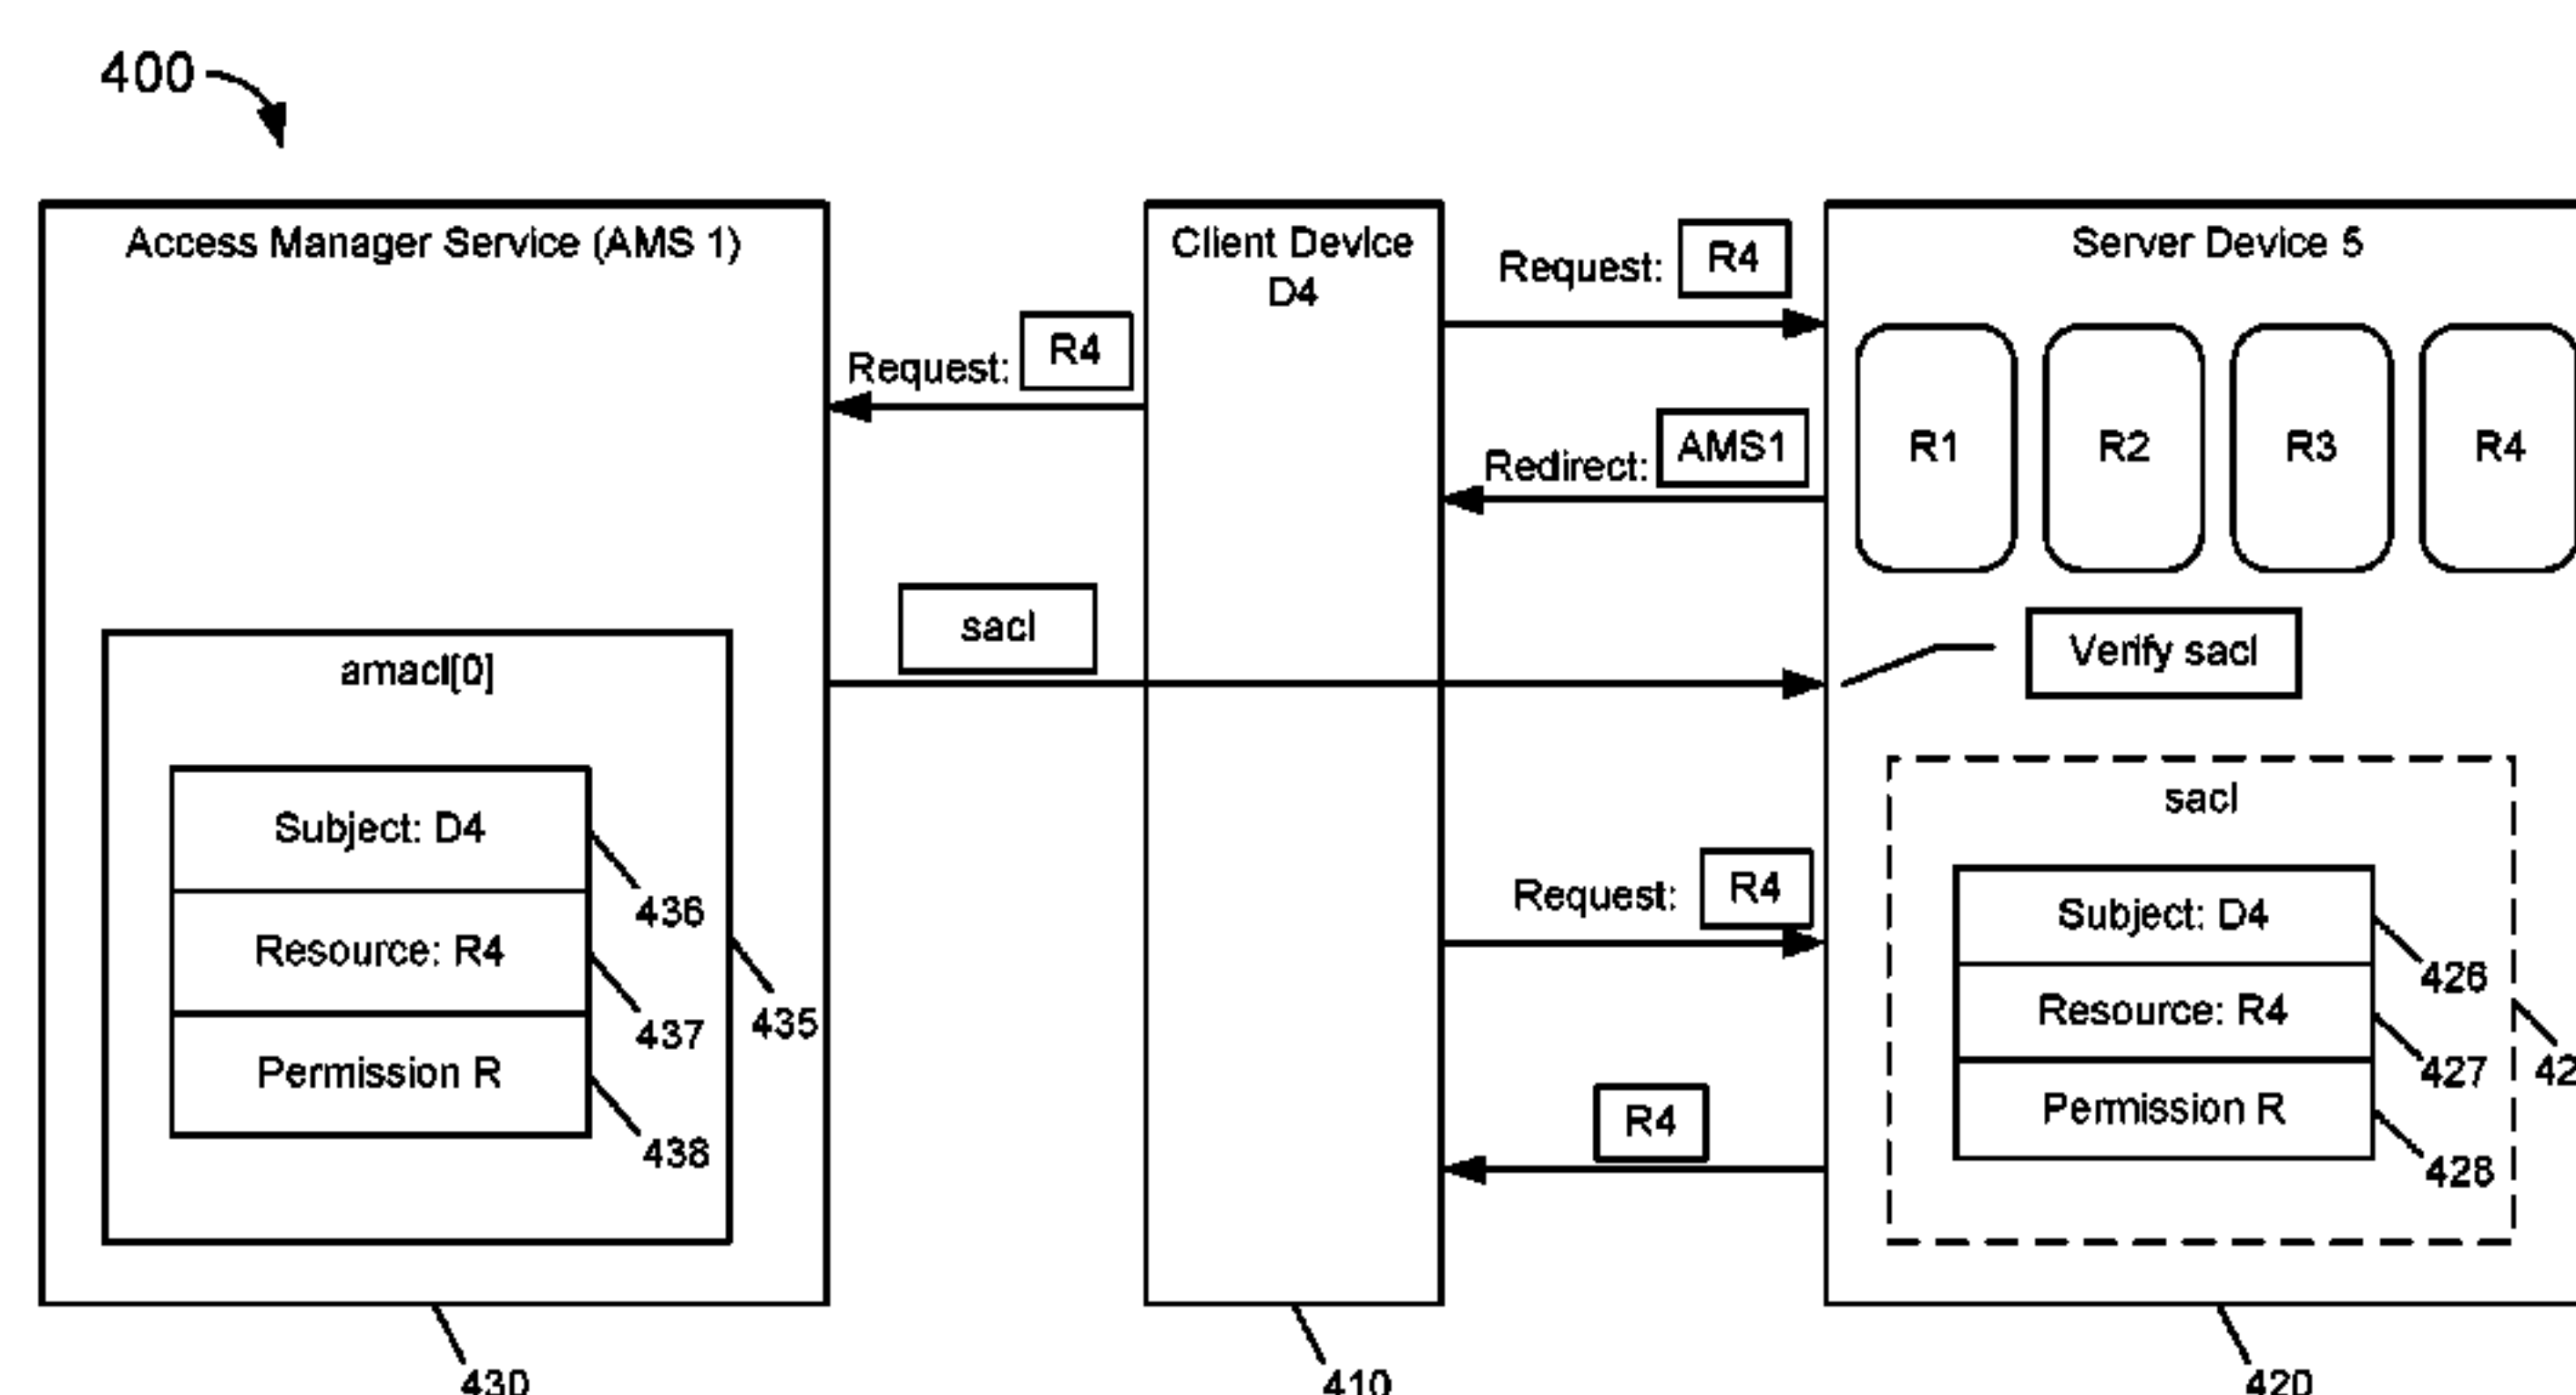 400
Access Manager Service (AMS 1)
Client Device
D4
Request: R4
Server Device 5
Request: R4
Redirect: AMS1
R1 R2 R3 R4
sacl
Verify sacl
amacl[0]
Subject: D4
436
Resource: R4
437
435
Permission R
438
Request: R4
R4
sacl
Subject: D4
426
Resource: R4
427
Permission R
428
430
410
420